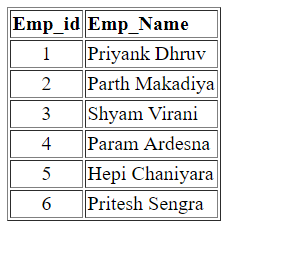 Emp_id Emp_Name
1 Priyank Dhruv
2 Parth Makadiya
3 Shyam Virani
4 Param Ardesna
5 Hepi Chaniyara
6 Pritesh Sengra